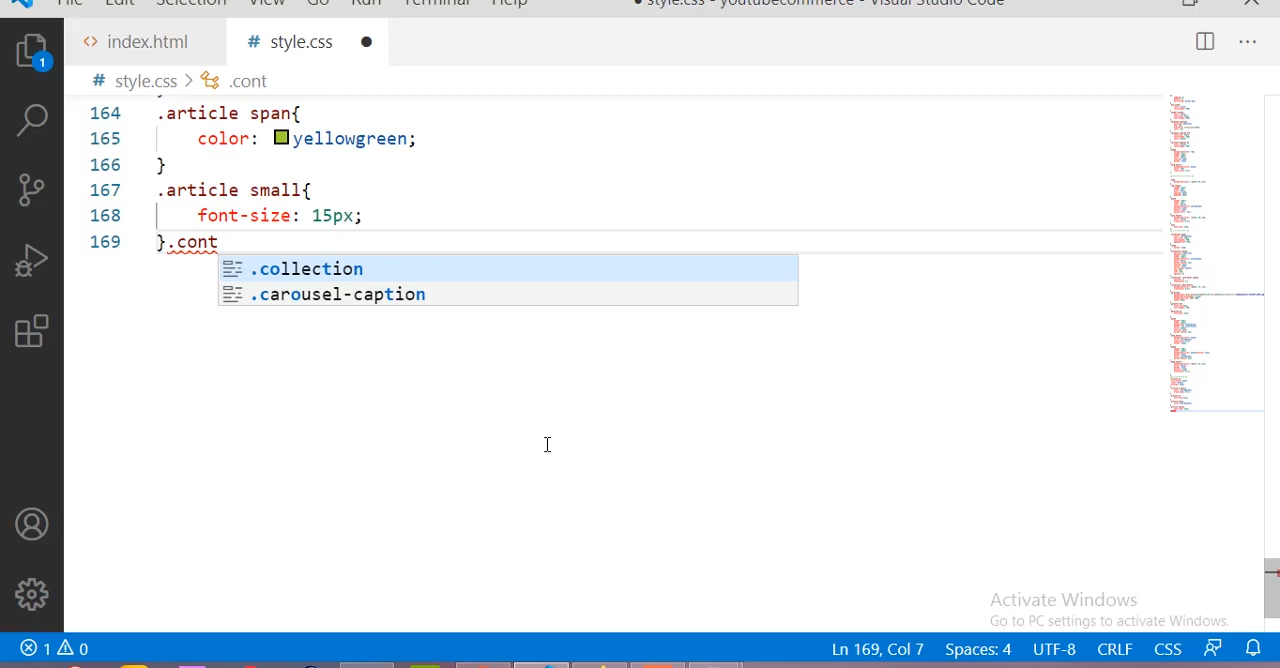 File Edit Selection View Go Run Terminal Help ● style.css - youtubecommerce - Visual Studio Code
<> index.html # style.css ●
# style.css > .cont
164 .article span{
165 color: yellowgreen;
166 }
167 .article small{
168 font-size: 15px;
169 }.cont
.collection
.carousel-caption
1
Activate Windows
Go to PC settings to activate Windows.
1 0 Ln 169, Col 7 Spaces: 4 UTF-8 CRLF CSS